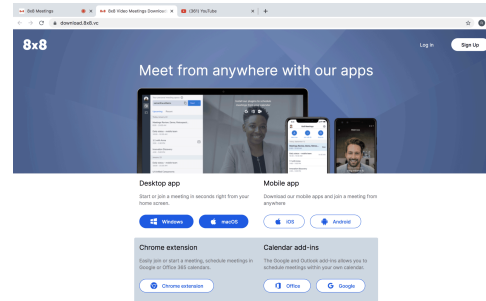 8x8 Meetings
8x8 Video Meetings Download
(361) YouTube
download.8x8.vc
8x8
Log In
Sign Up
Meet from anywhere with our apps
Desktop app
Start or join a meeting in seconds right from your
home screen.
Windows
macOS
Mobile app
Download our mobile apps and join a meeting from
anywhere
iOS
Android
Chrome extension
Easily join or start a meeting, schedule meetings in
Google or Office 365 calendars.
Chrome extension
Calendar add-ins
The Google and Outlook add-ins allows you to
schedule meetings within your own calendar.
Office
Google